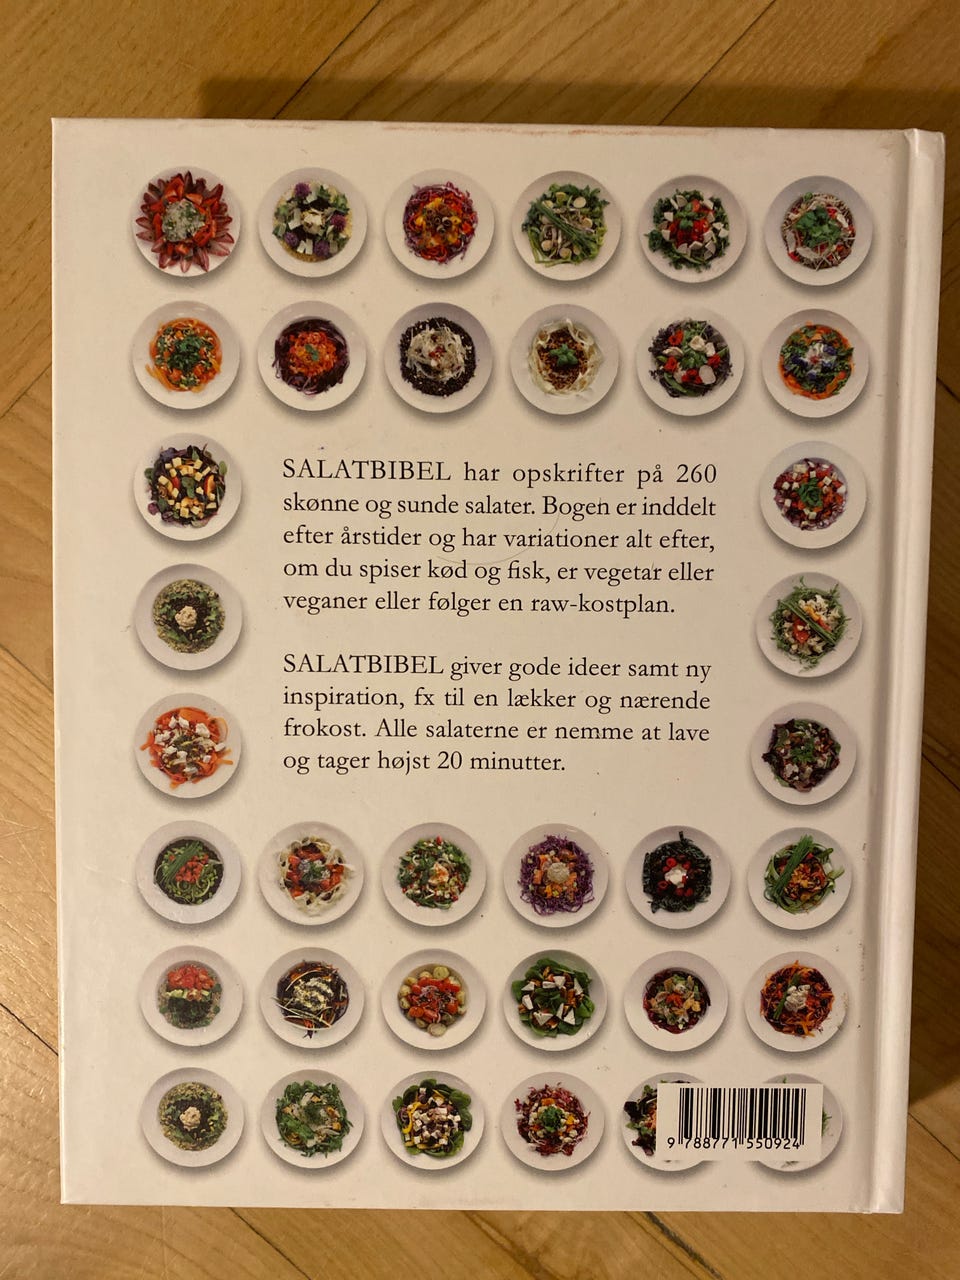 SALATBIBEL har opskrifter på 260
skønne og sunde salater. Bogen er inddelt
efter årstider og har variationer alt efter,
om du spiser kød og fisk, er vegetar eller
veganer eller følger en raw-kostplan.
SALATBIBEL giver gode ideer samt ny
inspiration, fx til en lækker og nærende
frokost. Alle salaterne er nemme at lave
og tager højst 20 minutter.
9 788771 550924